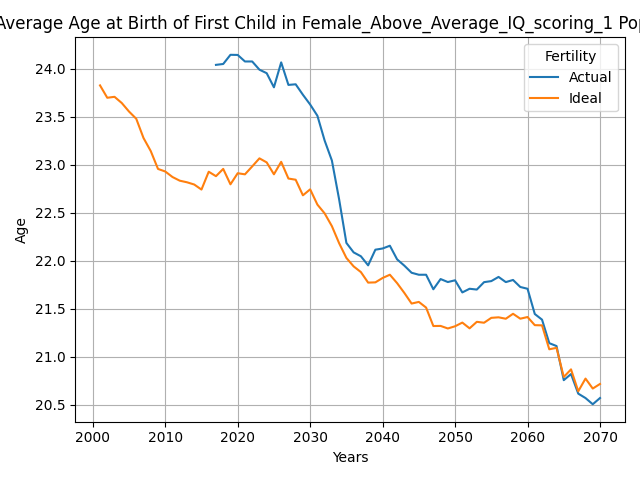 Average Age at Birth of First Child in Female_Above_Average_IQ_scoring_1
Fertility
Actual
Ideal
24.0
23.5
23.0
22.5
22.0
21.5
21.0
20.5
Age
2000 2010 2020 2030 2040 2050 2060 2070
Years